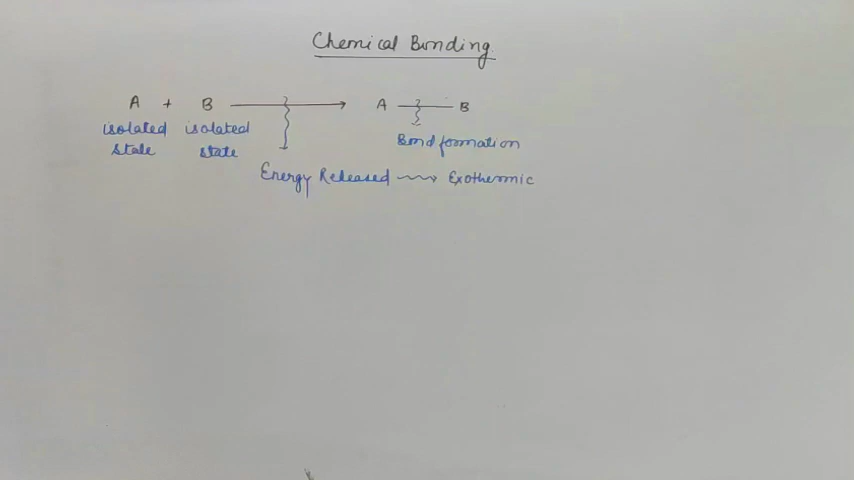 Chemical Bonding
A + B ⟶ A — B
isolated isolated
state state
Bond formation
Energy Released ⟿ Exothermic